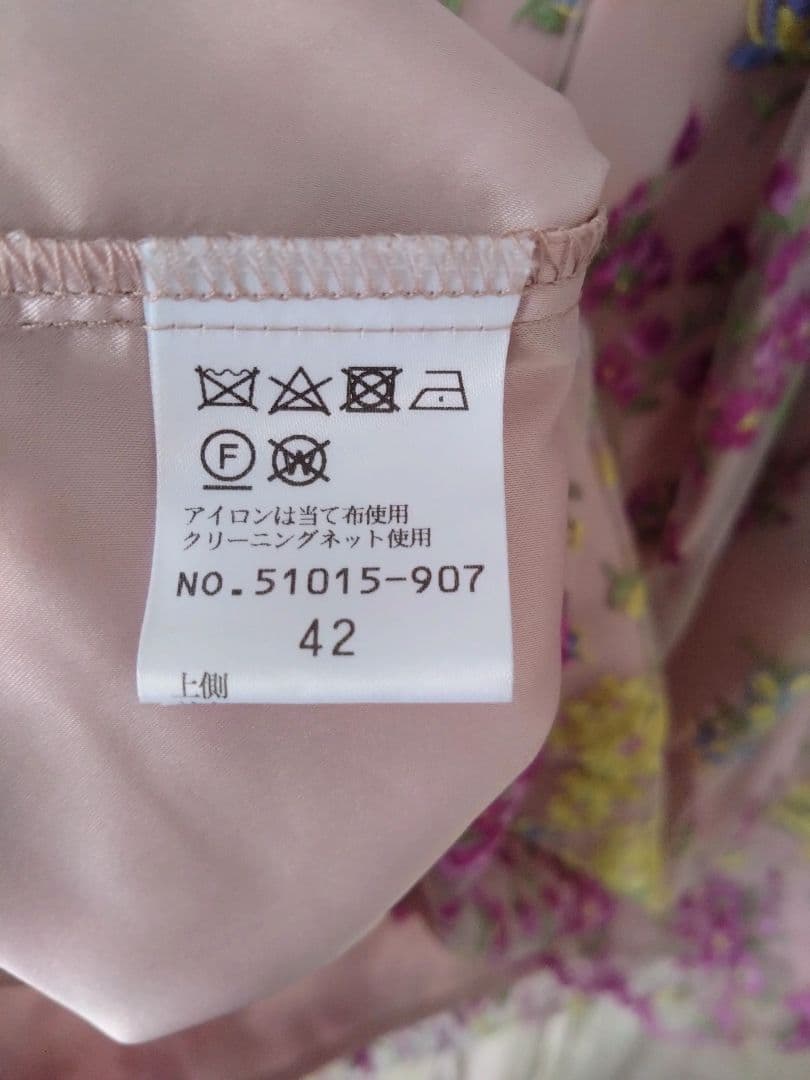 F W
アイロンは当て布使用
クリーニングネット使用
NO.51015-907
42
上側